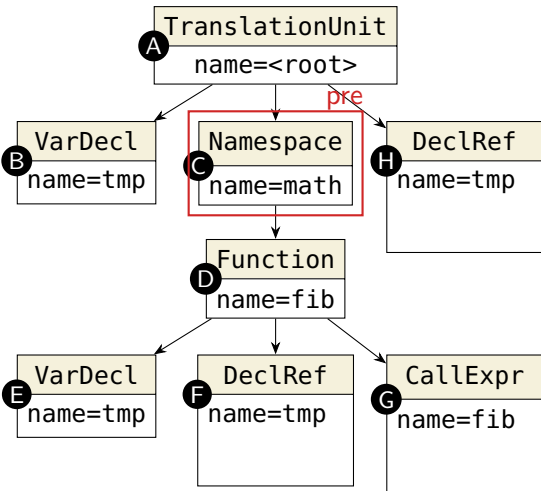 TranslationUnit
A
name=<root>
pre
VarDecl
B
name=tmp
Namespace
C
name=math
DeclRef
H
name=tmp
Function
D
name=fib
VarDecl
E
name=tmp
DeclRef
F
name=tmp
CallExpr
G
name=fib